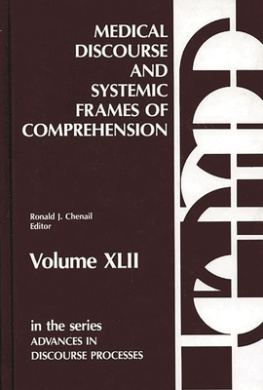 MEDICAL
DISCOURSE
AND
SYSTEMIC
FRAMES OF
COMPREHENSION
Ronald J. Chenail
Editor
Volume XLII
in the series
ADVANCES IN
DISCOURSE PROCESSES